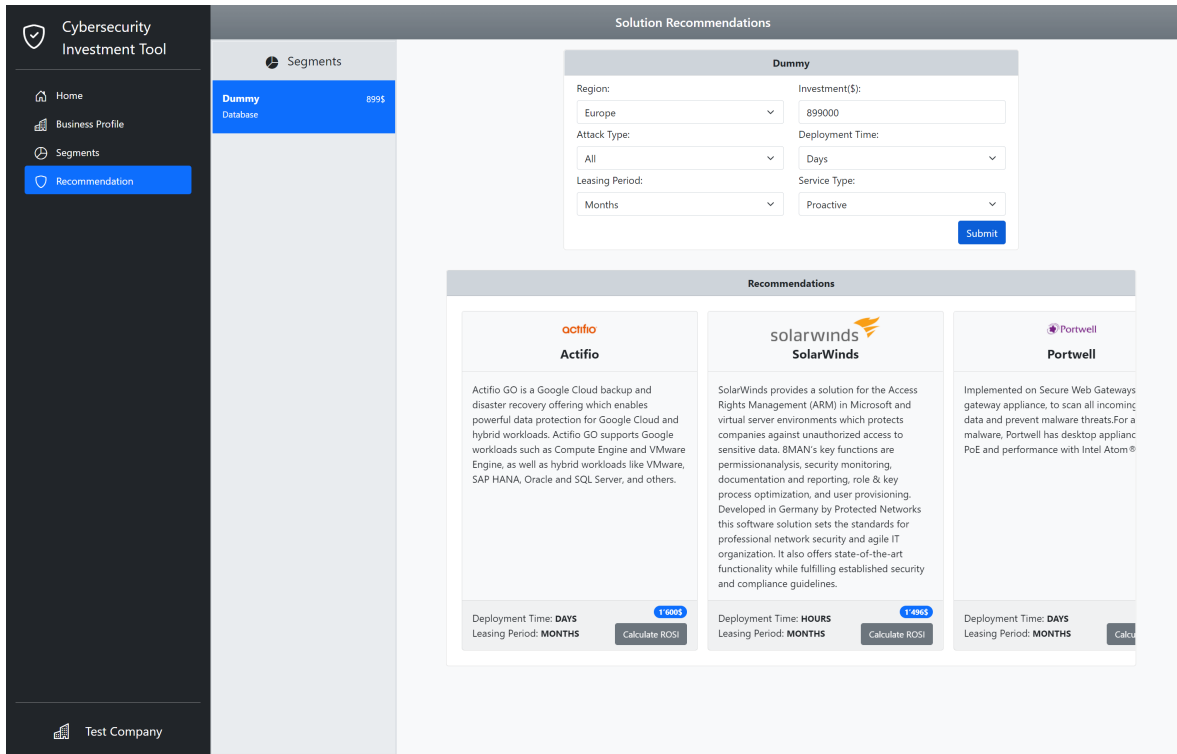 Cybersecurity
Investment Tool
Home
Business Profile
Segments
Recommendation
Test Company
Solution Recommendations
Segments
Dummy 899$
Database
Dummy
Region: Investment($):
Europe 899000
Attack Type: Deployment Time:
All Days
Leasing Period: Service Type:
Months Proactive
Submit
Recommendations
actifio
Actifio
Actifio GO is a Google Cloud backup and
disaster recovery offering which enables
powerful data protection for Google Cloud and
hybrid workloads. Actifio GO supports Google
workloads such as Compute Engine and VMware
Engine, as well as hybrid workloads like VMware,
SAP HANA, Oracle and SQL Server, and others.
1'600$
Deployment Time: DAYS
Leasing Period: MONTHS
Calculate ROSI
solarwinds
SolarWinds
SolarWinds provides a solution for the Access
Rights Management (ARM) in Microsoft and
virtual server environments which protects
companies against unauthorized access to
sensitive data. 8MAN's key functions are
permissionanalysis, security monitoring,
documentation and reporting, role & key
process optimization, and user provisioning.
Developed in Germany by Protected Networks
this software solution sets the standards for
professional network security and agile IT
organization. It also offers state-of-the-art
functionality while fulfilling established security
and compliance guidelines.
1'496$
Deployment Time: HOURS
Leasing Period: MONTHS
Calculate ROSI
Portwell
Portwell
Implemented on Secure Web Gateways
gateway appliance, to scan all incoming
data and prevent malware threats.For a
malware, Portwell has desktop applianc
PoE and performance with Intel Atom®
Deployment Time: DAYS
Leasing Period: MONTHS
Calcu